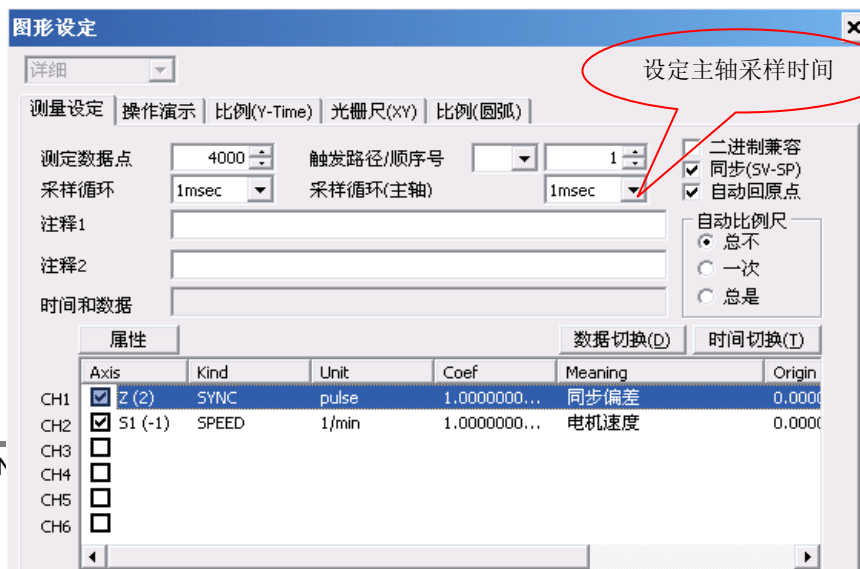 图形设定
详细
设定主轴采样时间
测量设定 操作演示 比例(Y-Time) 光栅尺(XY) 比例(圆弧)
测定数据点 4000 触发路径/顺序号 1 二进制兼容
同步(SV-SP)
采样循环 1msec 采样循环(主轴) 1msec 自动回原点
注释1
自动比例尺
总不
注释2
一次
时间和数据
总是
属性 数据切换(D) 时间切换(T)
Axis Kind Unit Coef Meaning Origin
CH1 Z (2) SYNC pulse 1.0000000... 同步偏差 0.000
CH2 S1 (-1) SPEED 1/min 1.0000000... 电机速度 0.000
CH3
CH4
CH5
CH6